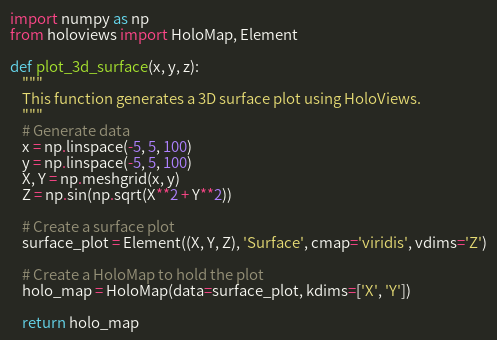 import numpy as np
from holoviews import HoloMap, Element

def plot_3d_surface(x, y, z):
    """
    This function generates a 3D surface plot using HoloViews.
    """
    # Generate data
    x = np.linspace(-5, 5, 100)
    y = np.linspace(-5, 5, 100)
    X, Y = np.meshgrid(x, y)
    Z = np.sin(np.sqrt(X**2 + Y**2))

    # Create a surface plot
    surface_plot = Element((X, Y, Z), 'Surface', cmap='viridis', vdims='Z')

    # Create a HoloMap to hold the plot
    holo_map = HoloMap(data=surface_plot, kdims=['X', 'Y'])

    return holo_map